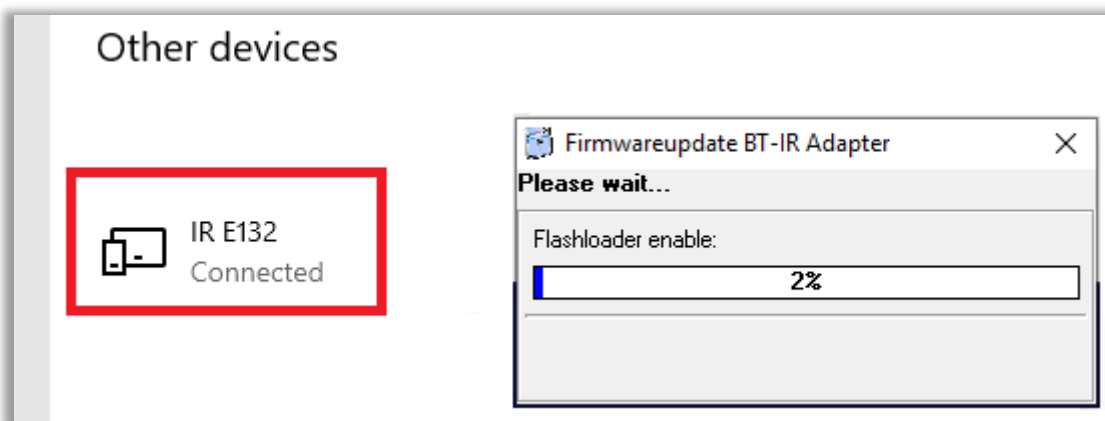 Other devices
IR E132
Connected
Firmwareupdate BT-IR Adapter
Please wait...
Flashloader enable:
2%